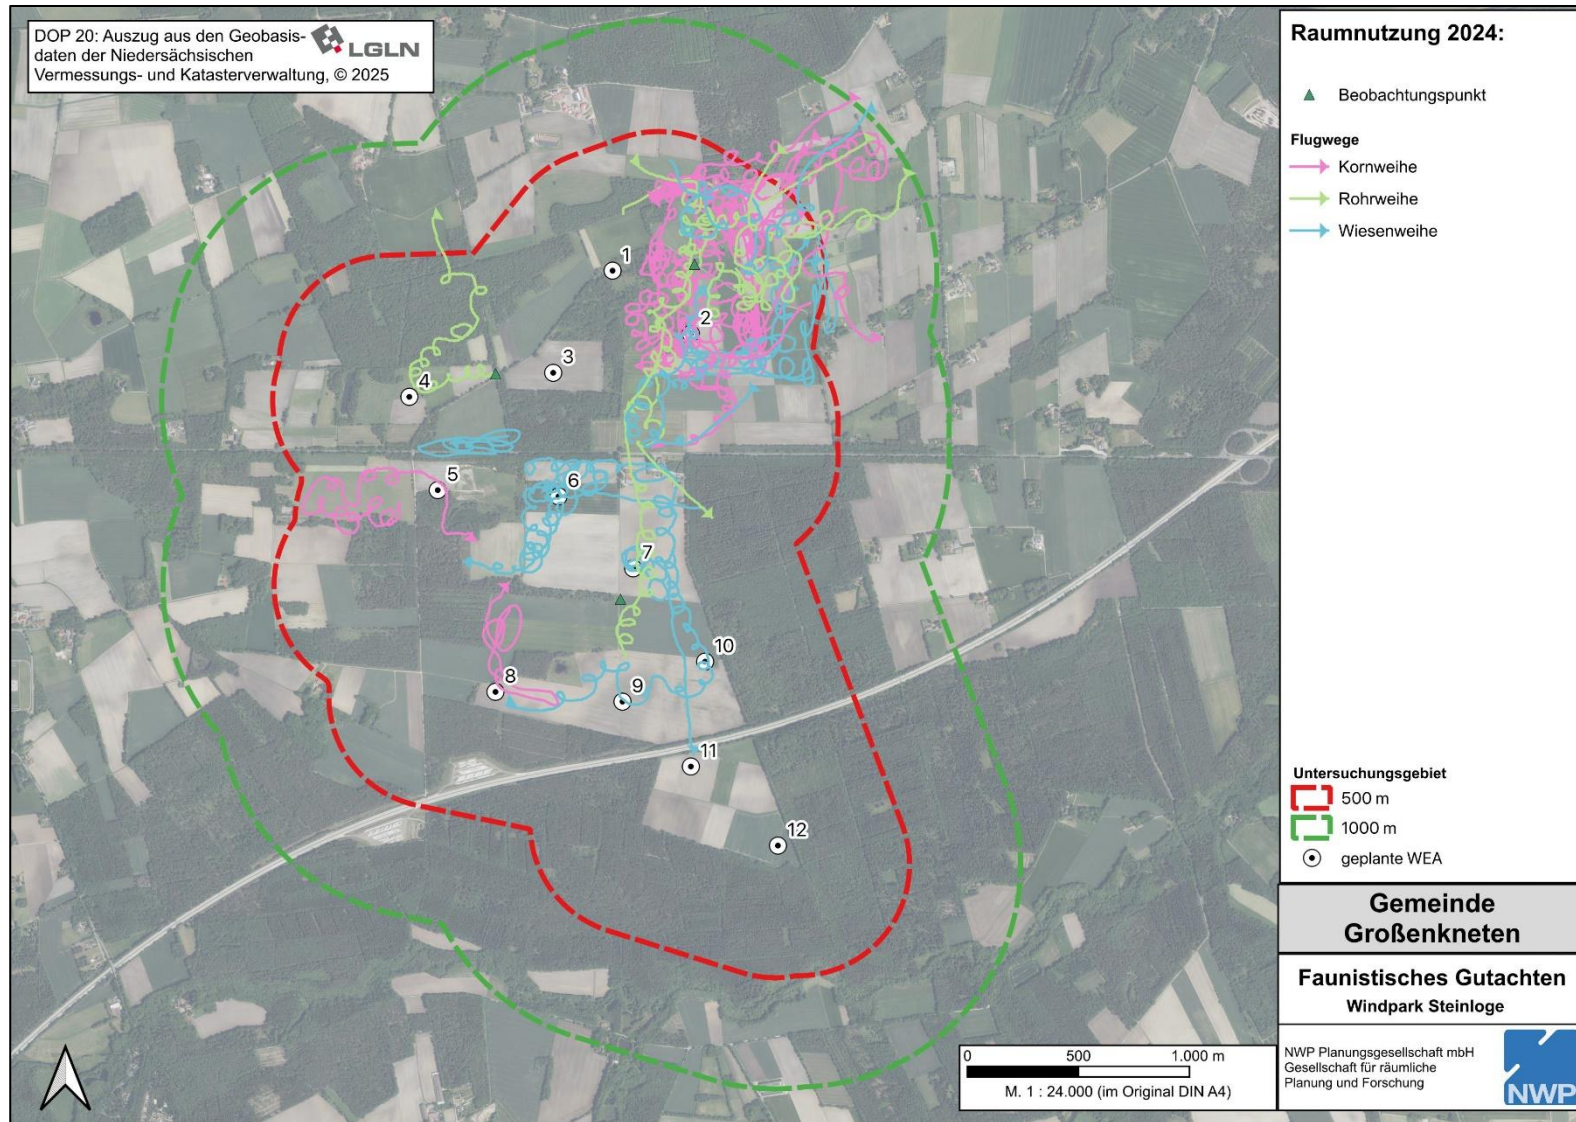 DOP 20: Auszug aus den Geobasis-
daten der Niedersächsischen
Vermessungs- und Katasterverwaltung, © 2025
LGLN
Raumnutzung 2024:
Beobachtungspunkt
Flugwege
Kornweihe
Rohrweihe
Wiesenweihe
1
2
3
4
5
6
7
8
9
10
11
12
Untersuchungsgebiet
500 m
1000 m
geplante WEA
Gemeinde
Großenkneten
Faunistisches Gutachten
Windpark Steinloge
NWP Planungsgesellschaft mbH
Gesellschaft für räumliche
Planung und Forschung
NWP
0 500 1.000 m
M. 1 : 24.000 (im Original DIN A4)